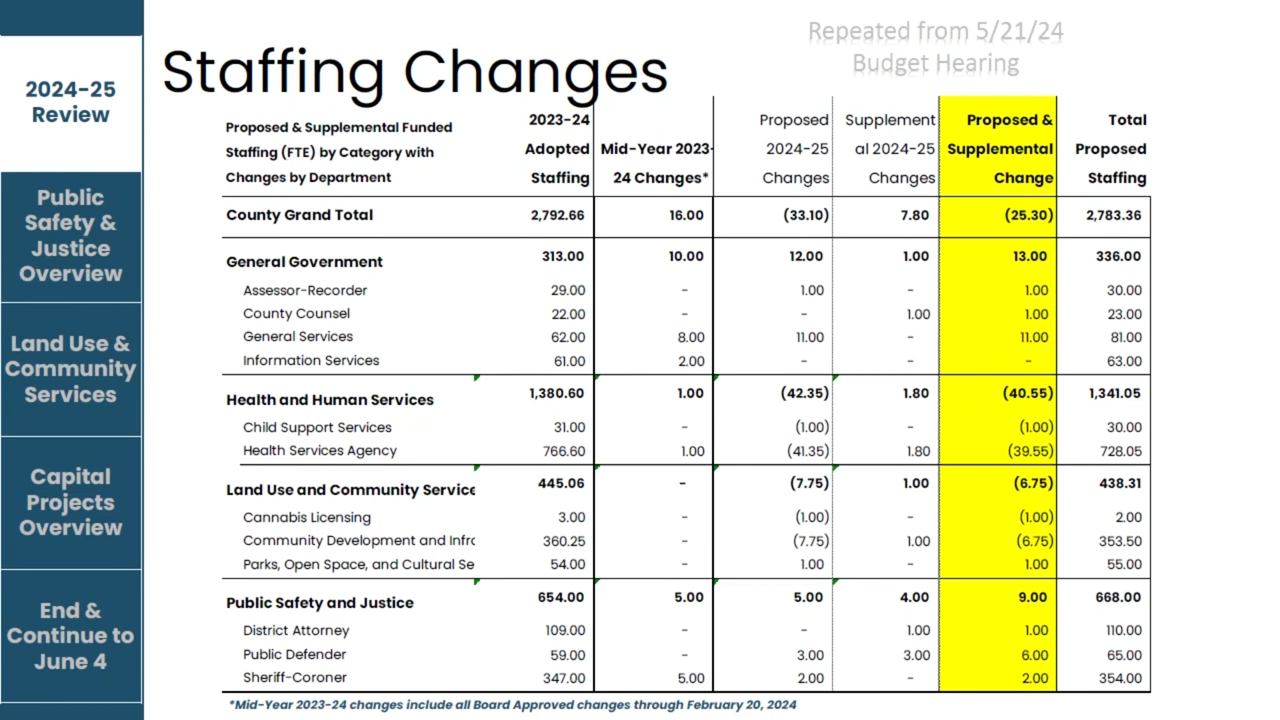 Repeated from 5/21/24
Budget Hearing
Staffing Changes
2024-25
Review
Public
Safety &
Justice
Overview
Land Use &
Community
Services
Capital
Projects
Overview
End &
Continue to
June 4
Proposed & Supplemental Funded
Staffing (FTE) by Category with
Changes by Department
2023-24
Adopted
Staffing
Mid-Year 2023-
24 Changes*
Proposed
2024-25
Changes
Supplement
al 2024-25
Changes
Proposed &
Supplemental
Change
Total
Proposed
Staffing
County Grand Total 2,792.66 16.00 (33.10) 7.80 (25.30) 2,783.36
General Government 313.00 10.00 12.00 1.00 13.00 336.00
Assessor-Recorder 29.00 - 1.00 - 1.00 30.00
County Counsel 22.00 - - 1.00 1.00 23.00
General Services 62.00 8.00 11.00 - 11.00 81.00
Information Services 61.00 2.00 - - - 63.00
Health and Human Services 1,380.60 1.00 (42.35) 1.80 (40.55) 1,341.05
Child Support Services 31.00 - (1.00) - (1.00) 30.00
Health Services Agency 766.60 1.00 (41.35) 1.80 (39.55) 728.05
Land Use and Community Service 445.06 - (7.75) 1.00 (6.75) 438.31
Cannabis Licensing 3.00 - (1.00) - (1.00) 2.00
Community Development and Infra 360.25 - (7.75) 1.00 (6.75) 353.50
Parks, Open Space, and Cultural Se 54.00 - 1.00 - 1.00 55.00
Public Safety and Justice 654.00 5.00 5.00 4.00 9.00 668.00
District Attorney 109.00 - - 1.00 1.00 110.00
Public Defender 59.00 - 3.00 3.00 6.00 65.00
Sheriff-Coroner 347.00 5.00 2.00 - 2.00 354.00
*Mid-Year 2023-24 changes include all Board Approved changes through February 20, 2024